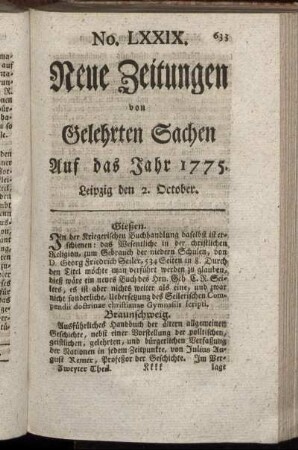 No. LXXIX.
633
Neue Zeitungen
von
Gelehrten Sachen
Auf das Jahr 1775.
Leipzig den 2. October.
Giessen.
In der Kriegerischen Buchhandlung daselbst ist er-
schienen: das Wesentliche in der christlichen
Religion, zum Gebrauch der niedern Schulen, von
D. Georg Friedrich Seiler, 534 Seiten in 8. Durch
den Titel möchte man verführet werden zu glauben,
dieß wäre ein neues Buch des Hrn. Geh. C. R. Sei-
lers, es ist aber nichts weiter als eine, und zwar
nicht sonderliche, Uebersetzung des Seilerischen Com-
pendii doctrinae christianae Gymnasiis scripti.
Braunschweig.
Ausführliches Handbuch der ältern allgemeinen
Geschichte, nebst einer Vorstellung der politischen,
geistlichen, gelehrten, und bürgerlichen Verfassung
der Nationen in jedem Zeitpunkte. von Julius Au-
gust Remer, Professor der Geschichte. Im Ver-
Zweyter Theil. Kkkk lage